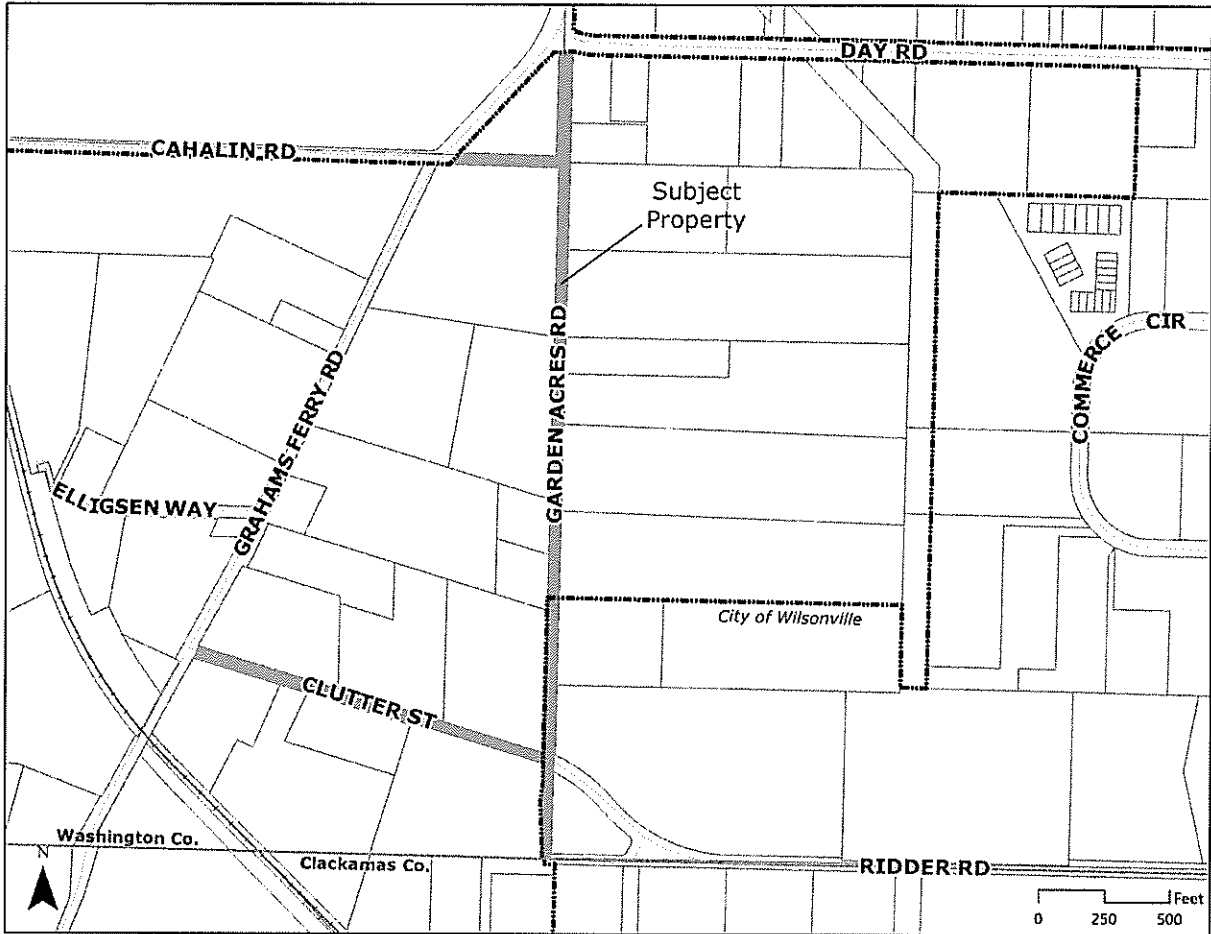 DAY RD
CAHALIN RD
Subject
Property
GRAHAMS FERRY RD
GARDEN ACRES RD
COMMERCE CIR
ELLIGSEN WAY
City of Wilsonville
CLUTTER ST
Washington Co.
Clackamas Co.
RIDDER RD
N
Feet
0 250 500